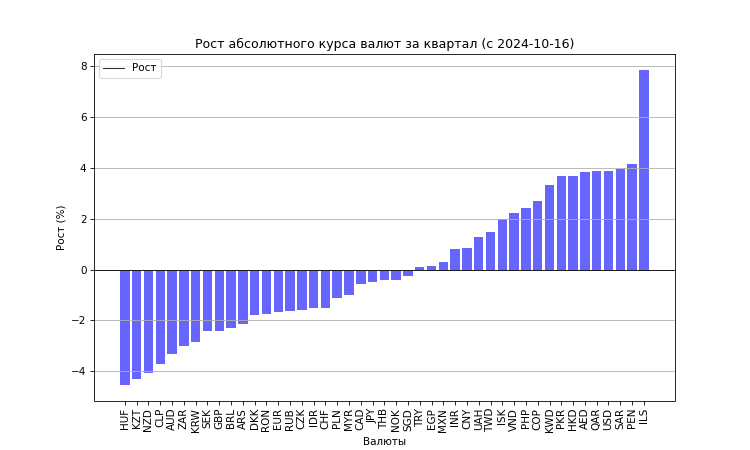 Рост абсолютного курса валют за квартал (с 2024-10-16)
Рост
8
6
4
2
0
−2
−4
Рост (%)
HUF KZT NZD CLP AUD ZAR KRW SEK GBP BRL ARS DKK RON EUR RUB CZK IDR CHF PLN MYR CAD JPY THB NOK SGD TRY EGP MXN INR CNY UAH TWD ISK VND PHP COP KWD PKR HKD AED QAR USD SAR PEN ILS
Валюты